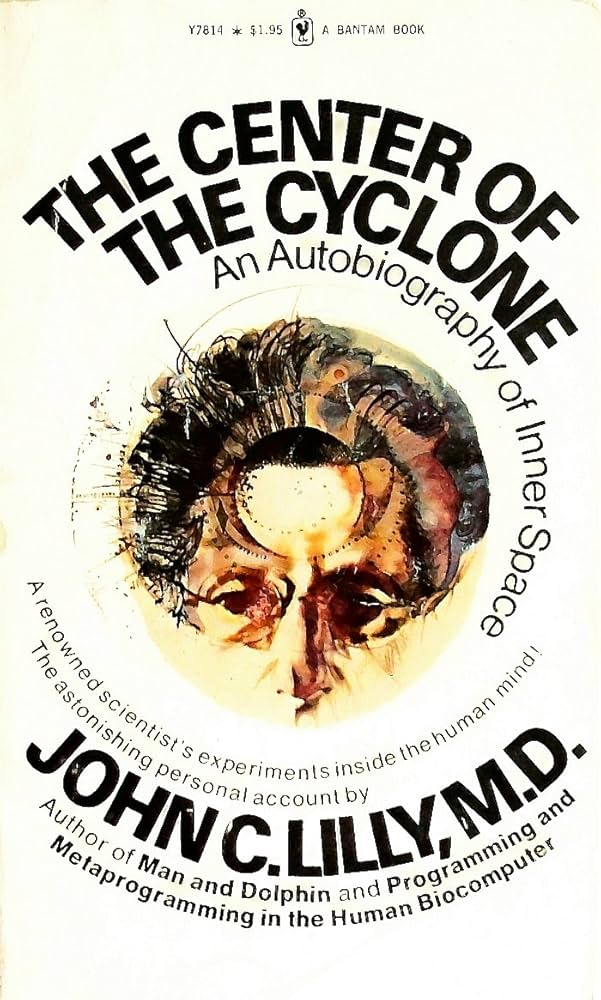 Y7814 * $1.95 ® A BANTAM BOOK
THE CENTER OF
THE CYCLONE
An Autobiography of Inner Space
A renowned scientist's experiments inside the human mind!
The astonishing personal account by
JOHN C. LILLY, M.D.
Author of Man and Dolphin and Programming and
Metaprogramming in the Human Biocomputer